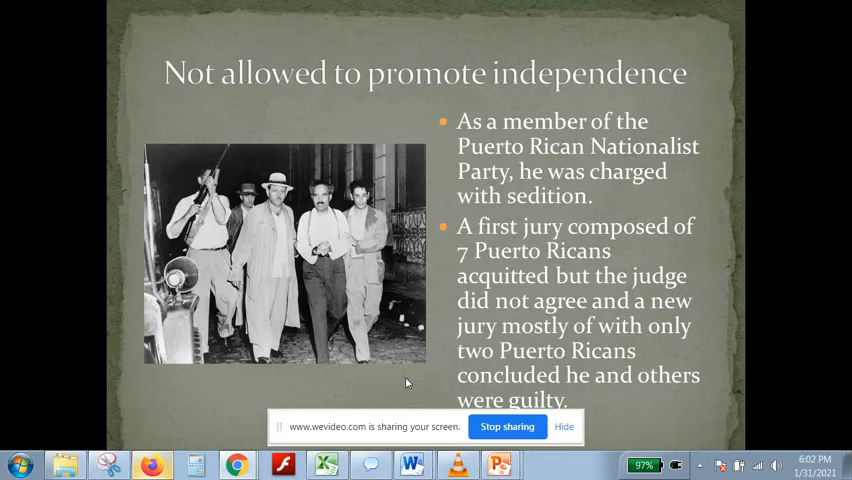 Not allowed to promote independence
As a member of the
Puerto Rican Nationalist
Party, he was charged
with sedition.
A first jury composed of
7 Puerto Ricans
acquitted but the judge
did not agree and a new
jury mostly of with only
two Puerto Ricans
concluded he and others
were guilty.
www.wevideo.com is sharing your screen.
Stop sharing
Hide
97%
6:02 PM
1/31/2021